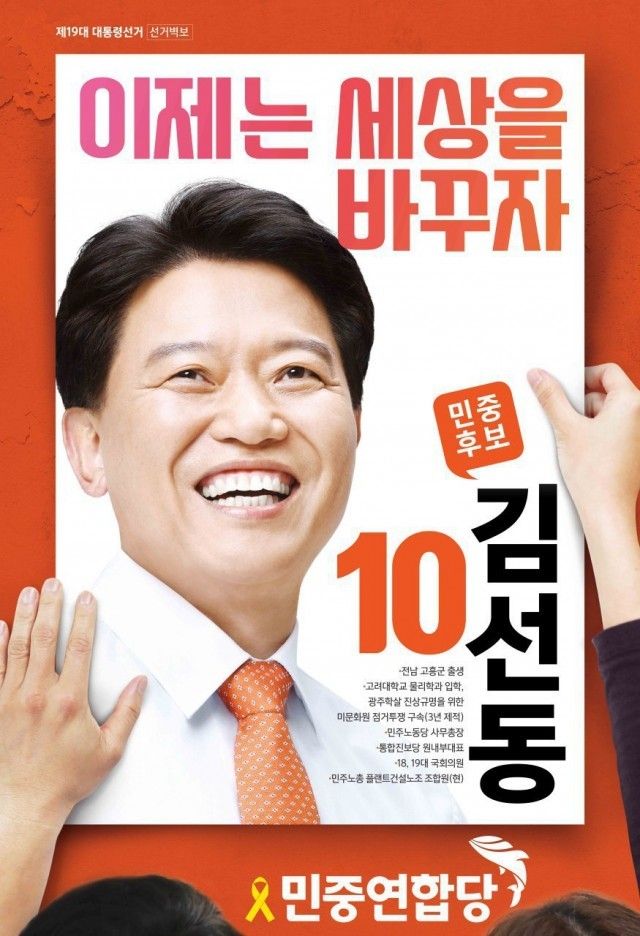 제19대 대통령선거 선거벽보
이제는 세상을
바꾸자
민중
후보
김선동
10
·전남 고흥군 출생
·고려대학교 물리학과 입학,
광주학살 진상규명을 위한
미문화원 점거투쟁 구속(3년 제적)
·민주노동당 사무총장
·통합진보당 원내부대표
·18, 19대 국회의원
·민주노총 플랜트건설노조 조합원(현)
민중연합당